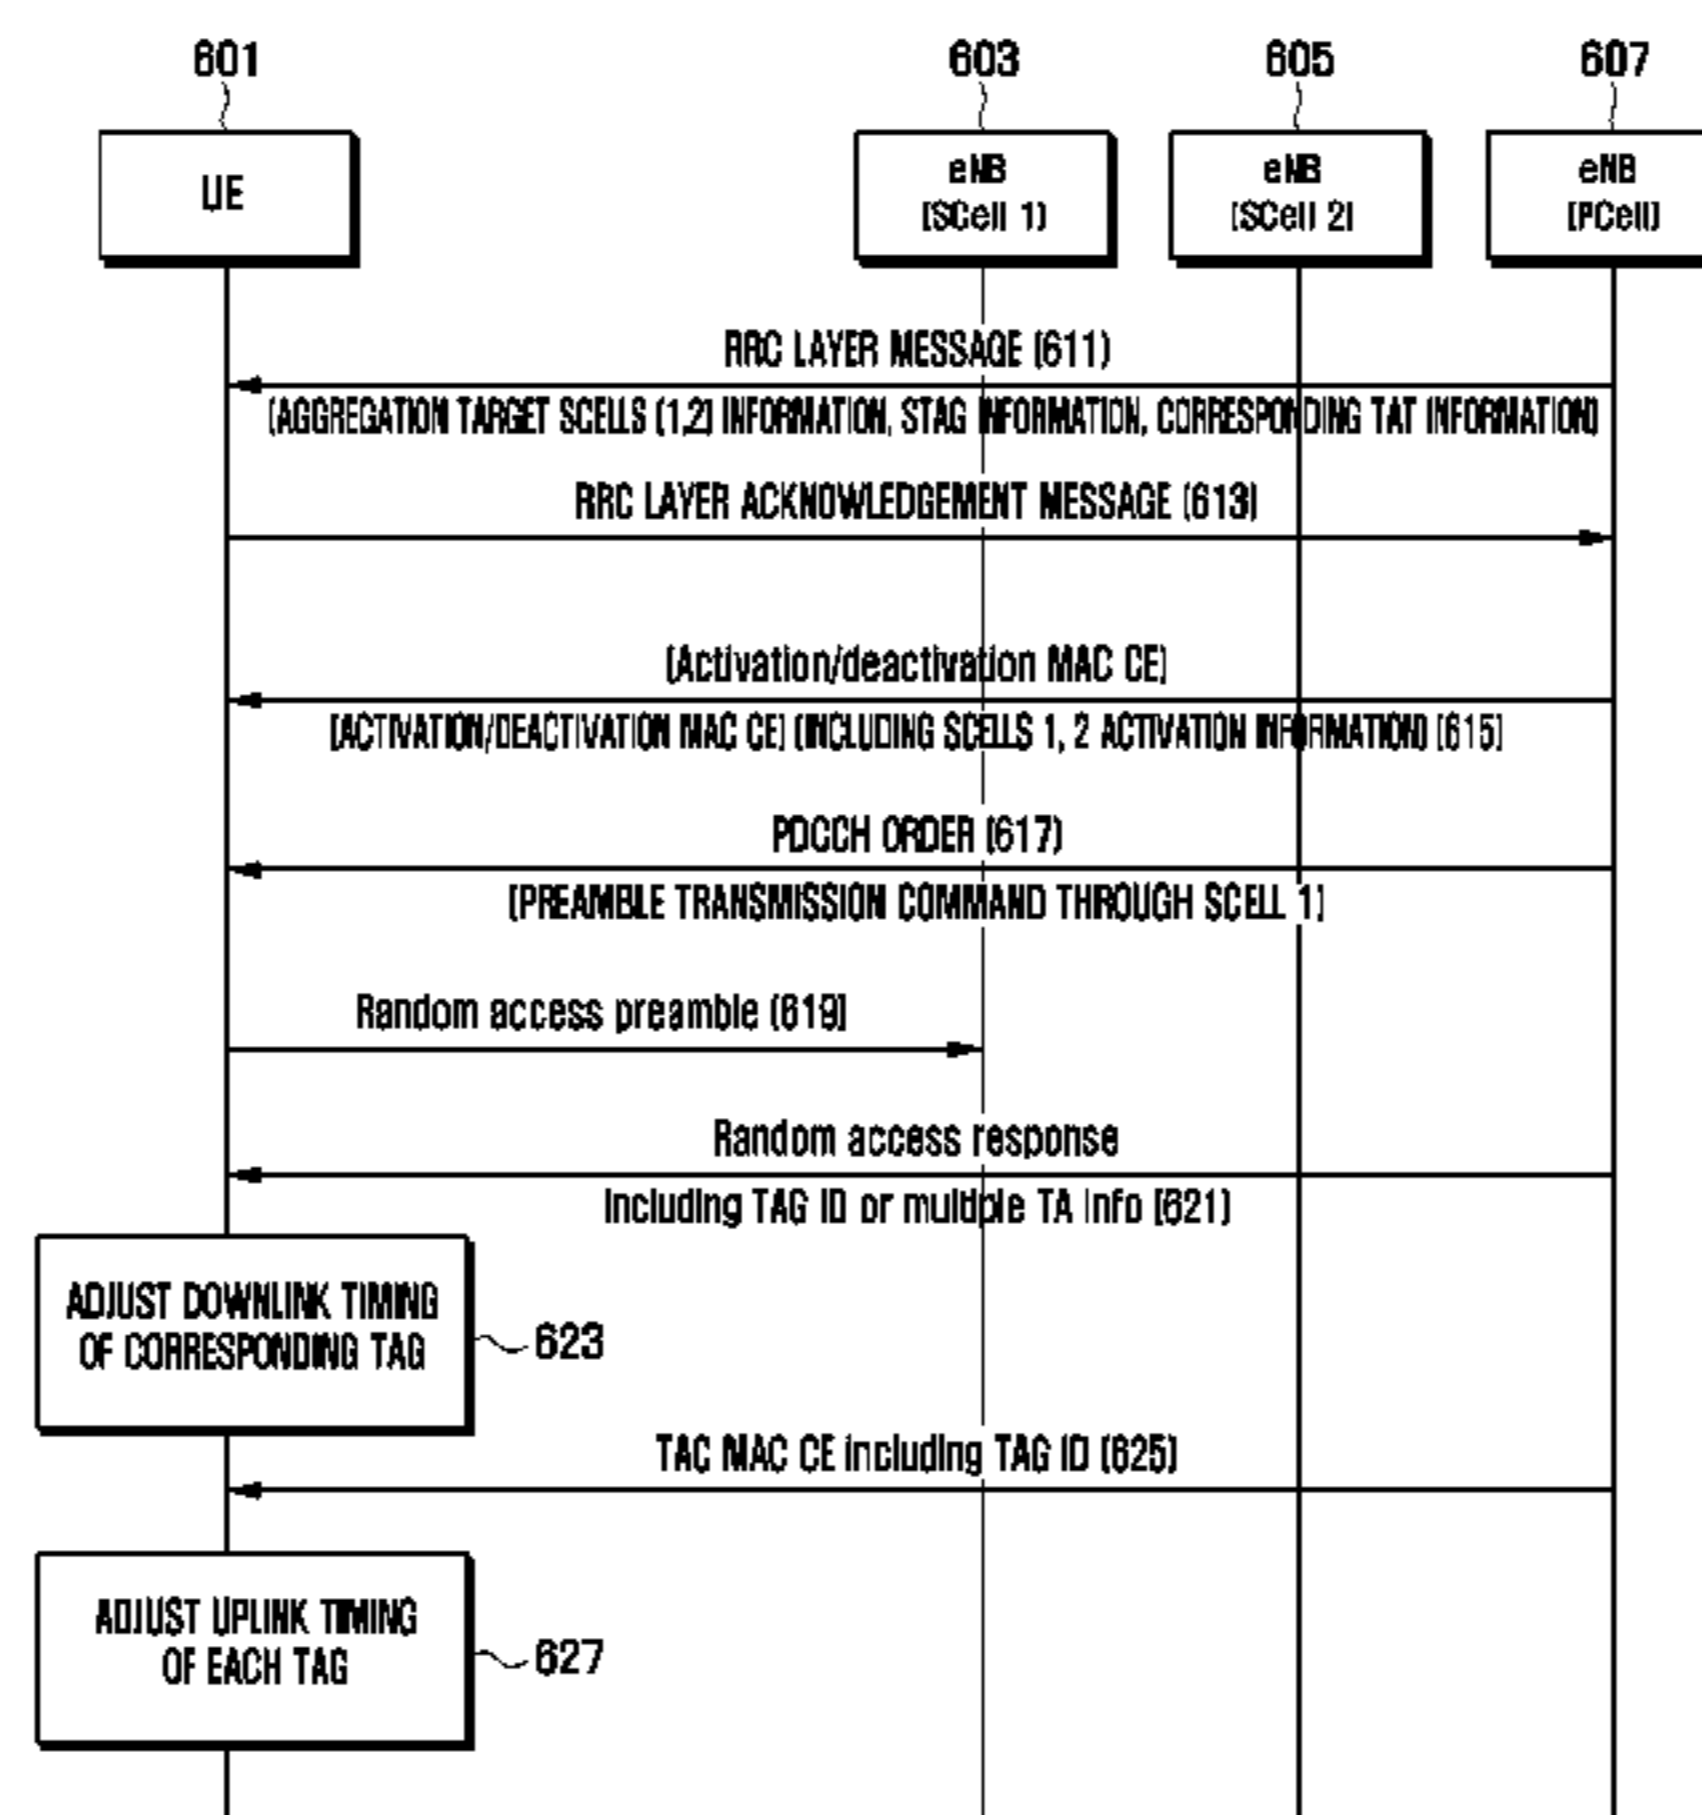 601
603
605
607
UE
eNB
(SCell 1)
eNB
(SCell 2)
eNB
(PCell)
RRC LAYER MESSAGE (611)
(AGGREGATION TARGET SCELLS (1,2) INFORMATION, STAG INFORMATION, CORRESPONDING TAT INFORMATION)
RRC LAYER ACKNOWLEDGEMENT MESSAGE (613)
(Activation/deactivation MAC CE)
(ACTIVATION/DEACTIVATION MAC CE) (INCLUDING SCELLS 1, 2 ACTIVATION INFORMATION) (615)
PDCCH ORDER (617)
(PREAMBLE TRANSMISSION COMMAND THROUGH SCELL 1)
Random access preamble (619)
Random access response
including TAG ID or multiple TA info (621)
ADJUST DOWNLINK TIMING
OF CORRESPONDING TAG
623
TAC MAC CE including TAG ID (625)
ADJUST UPLINK TIMING
OF EACH TAG
627